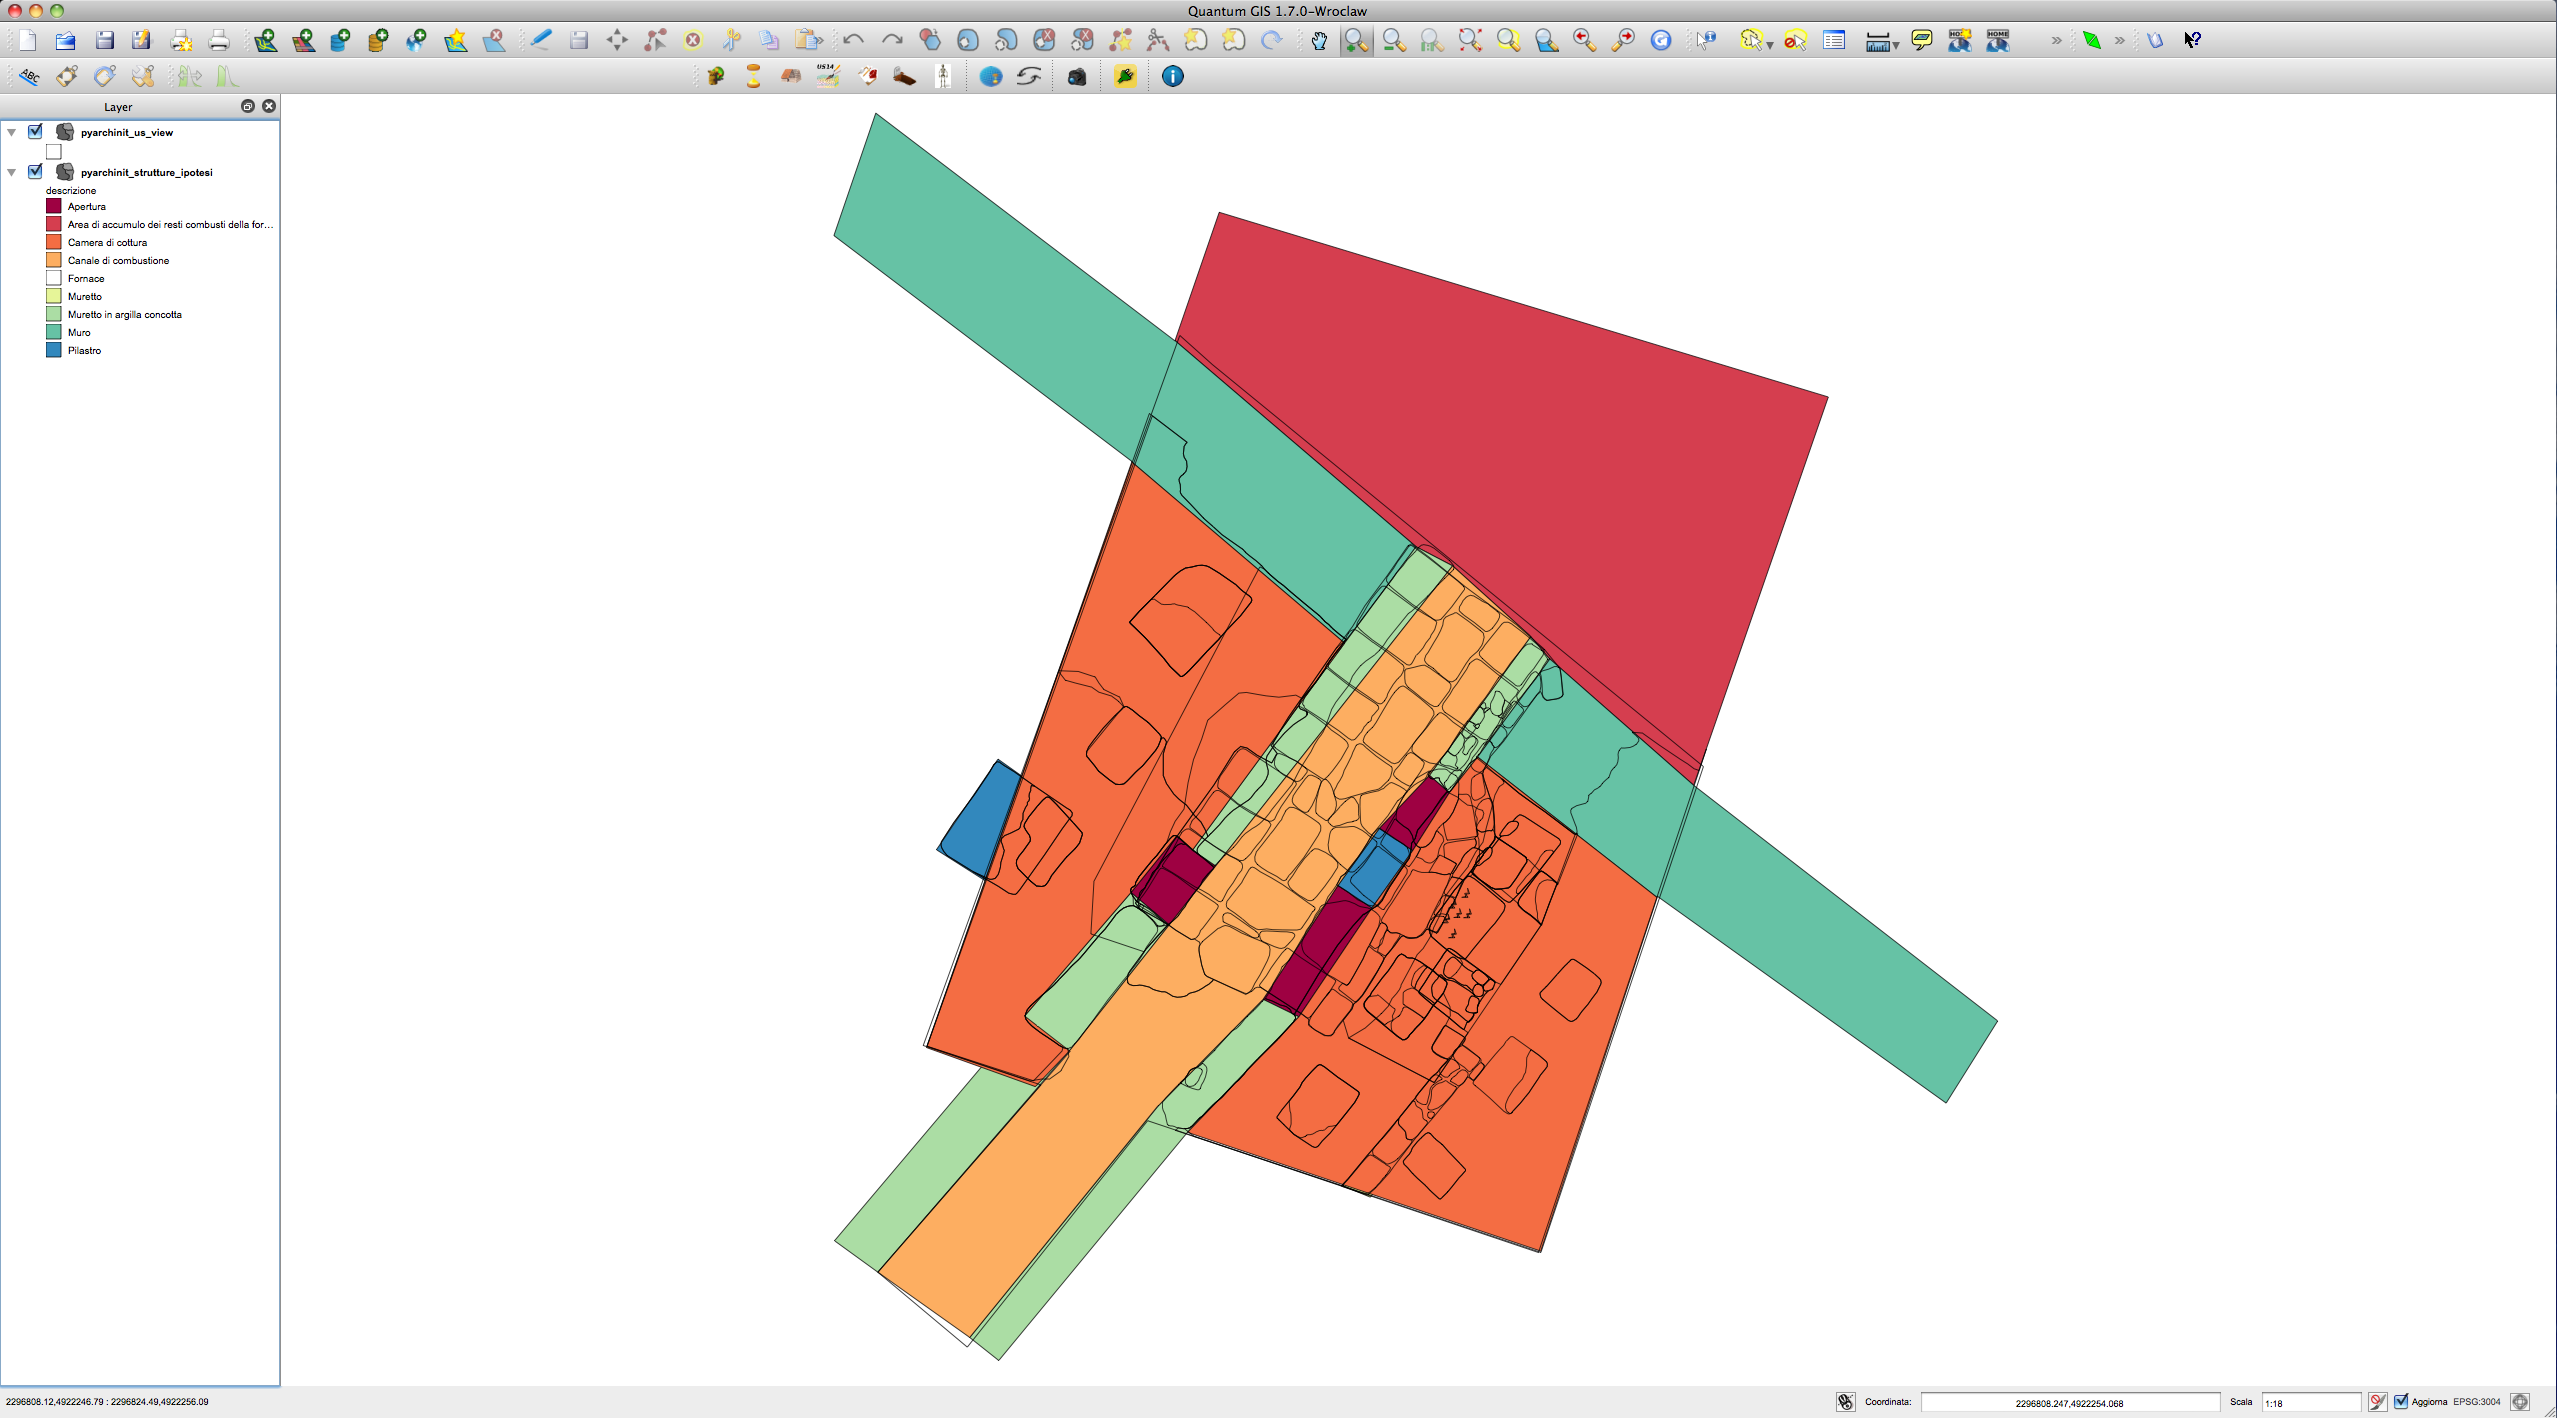 Quantum GIS 1.7.0-Wroclaw
ABC
US14
HOME
Layer
pyarchinit_us_view
pyarchinit_strutture_ipotesi
descrizione
Apertura
Area di accumulo dei resti combusti della for...
Camera di cottura
Canale di combustione
Fornace
Muretto
Muretto in argilla concotta
Muro
Pilastro
2296808.12,4922246.79 : 2296824.49,4922256.09
Coordinata:
2296808.247,4922254.068
Scala
1:18
Aggiorna
EPSG:3004